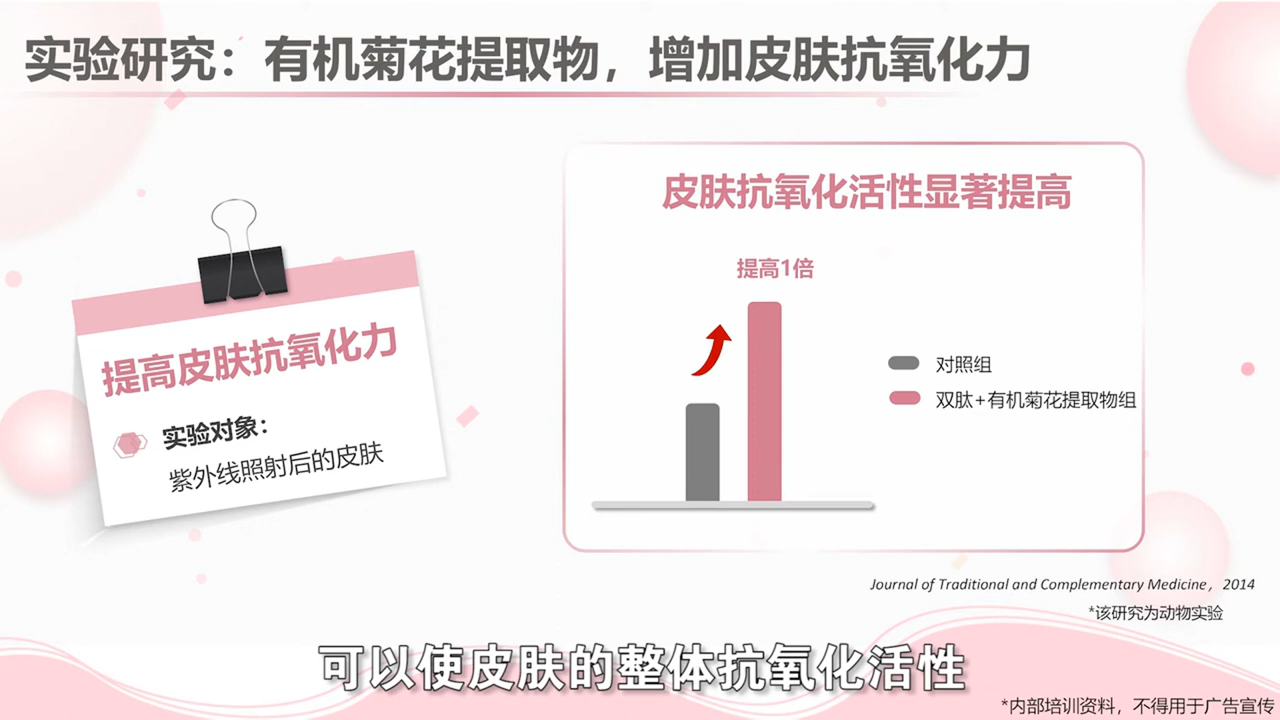 实验研究：有机菊花提取物，增加皮肤抗氧化力
提高皮肤抗氧化力
实验对象：
紫外线照射后的皮肤
皮肤抗氧化活性显著提高
提高1倍
对照组
双肽+有机菊花提取物组
Journal of Traditional and Complementary Medicine，2014
*该研究为动物实验
可以使皮肤的整体抗氧化活性
*内部培训资料，不得用于广告宣传